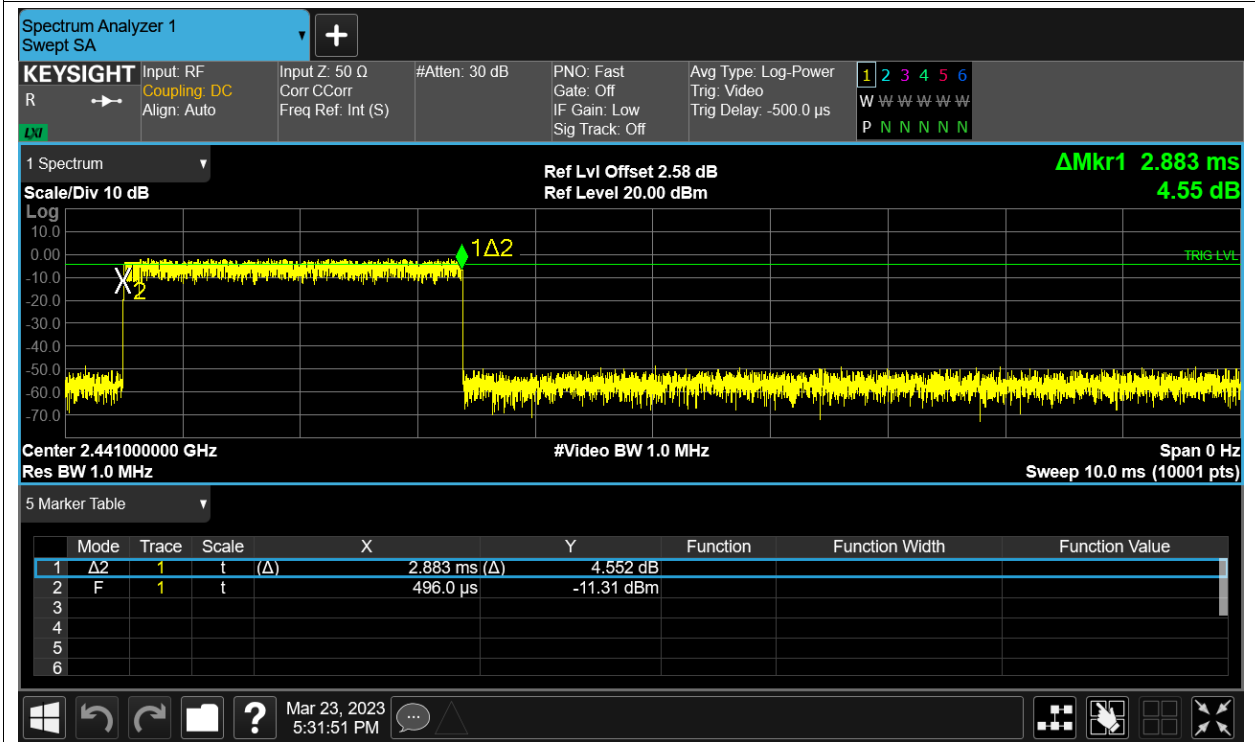 Spectrum Analyzer 1
Swept SA
▼
+
KEYSIGHT Input: RF Input Z: 50 Ω #Atten: 30 dB PNO: Fast Avg Type: Log-Power 1 2 3 4 5 6
R Coupling: DC Corr CCorr Gate: Off Trig: Video W W W W W W
Align: Auto Freq Ref: Int (S) IF Gain: Low Trig Delay: -500.0 µs P N N N N N
LXI Sig Track: Off
1 Spectrum ▼ Ref Lvl Offset 2.58 dB ΔMkr1 2.883 ms
Scale/Div 10 dB Ref Level 20.00 dBm 4.55 dB
Log
10.0
0.00 1Δ2 TRIG LVL
-10.0 2
-20.0
-30.0
-40.0
-50.0
-60.0
-70.0
Center 2.441000000 GHz #Video BW 1.0 MHz Span 0 Hz
Res BW 1.0 MHz Sweep 10.0 ms (10001 pts)
5 Marker Table ▼
Mode Trace Scale X Y Function Function Width Function Value
1 Δ2 1 t (Δ) 2.883 ms (Δ) 4.552 dB
2 F 1 t 496.0 µs -11.31 dBm
3
4
5
6
? Mar 23, 2023
5:31:51 PM